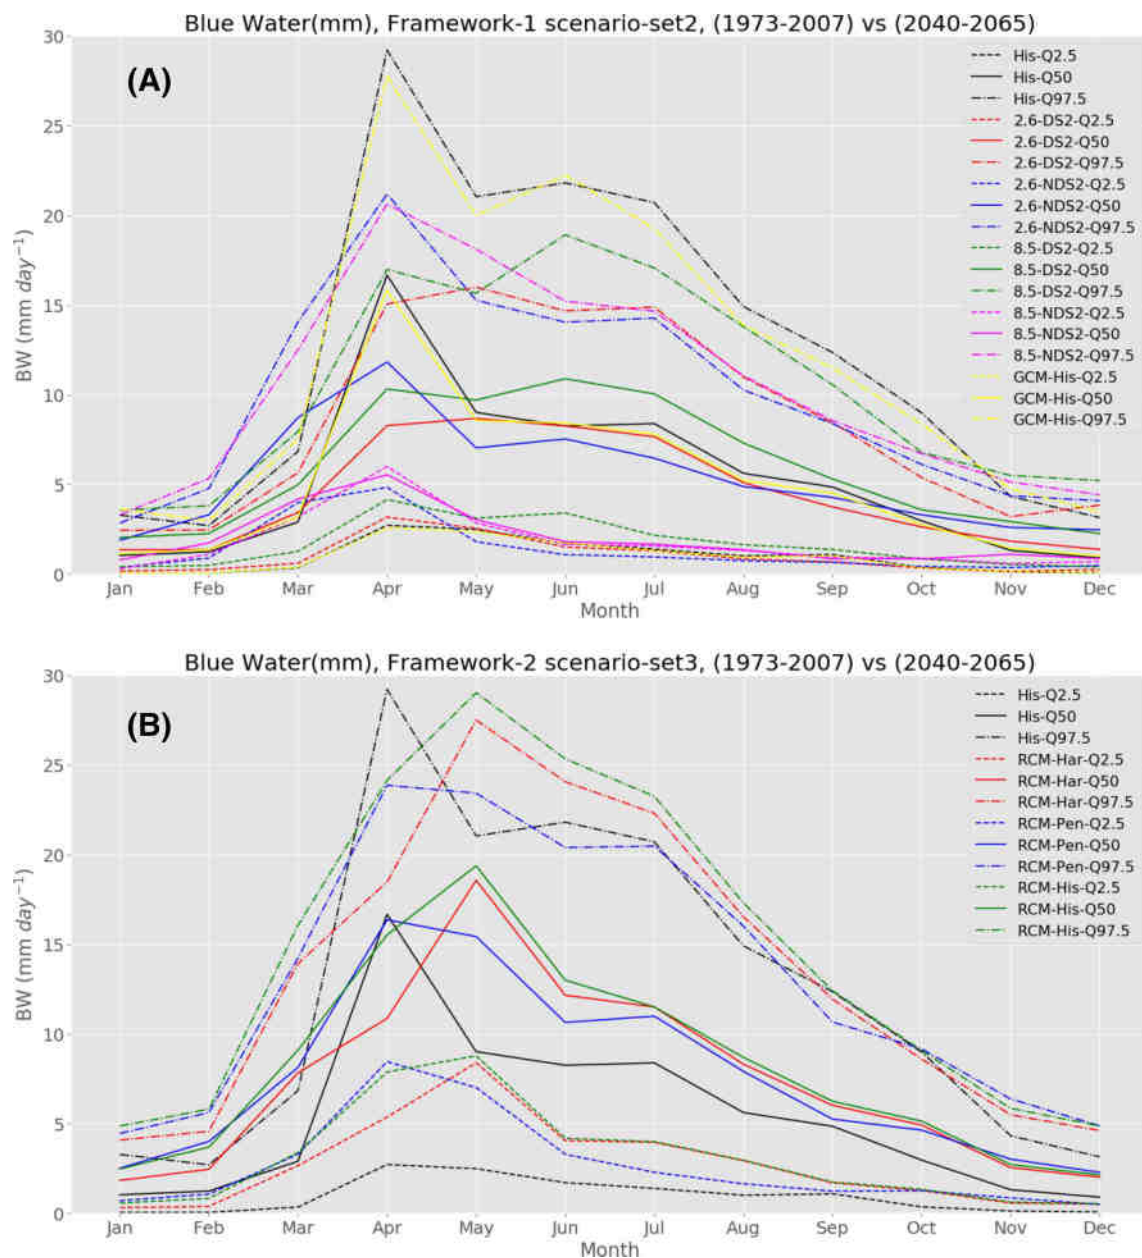 Blue Water(mm), Framework-1 scenario-set2, (1973-2007) vs (2040-2065)
(A)
30
25
20
15
10
5
0
BW (mm day⁻¹)
His-Q2.5
His-Q50
His-Q97.5
2.6-DS2-Q2.5
2.6-DS2-Q50
2.6-DS2-Q97.5
2.6-NDS2-Q2.5
2.6-NDS2-Q50
2.6-NDS2-Q97.5
8.5-DS2-Q2.5
8.5-DS2-Q50
8.5-DS2-Q97.5
8.5-NDS2-Q2.5
8.5-NDS2-Q50
8.5-NDS2-Q97.5
GCM-His-Q2.5
GCM-His-Q50
GCM-His-Q97.5
Jan Feb Mar Apr May Jun Jul Aug Sep Oct Nov Dec
Month
Blue Water(mm), Framework-2 scenario-set3, (1973-2007) vs (2040-2065)
(B)
30
25
20
15
10
5
0
BW (mm day⁻¹)
His-Q2.5
His-Q50
His-Q97.5
RCM-Har-Q2.5
RCM-Har-Q50
RCM-Har-Q97.5
RCM-Pen-Q2.5
RCM-Pen-Q50
RCM-Pen-Q97.5
RCM-His-Q2.5
RCM-His-Q50
RCM-His-Q97.5
Jan Feb Mar Apr May Jun Jul Aug Sep Oct Nov Dec
Month